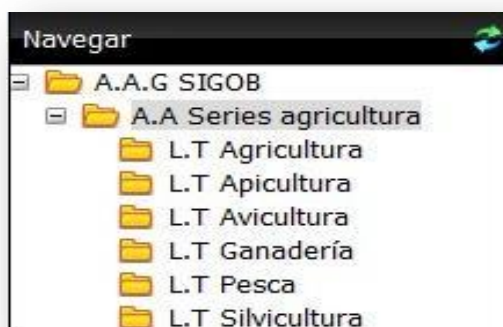 Navegar
A.A.G SIGOB
A.A Series agricultura
L.T Agricultura
L.T Apicultura
L.T Avicultura
L.T Ganadería
L.T Pesca
L.T Silvicultura